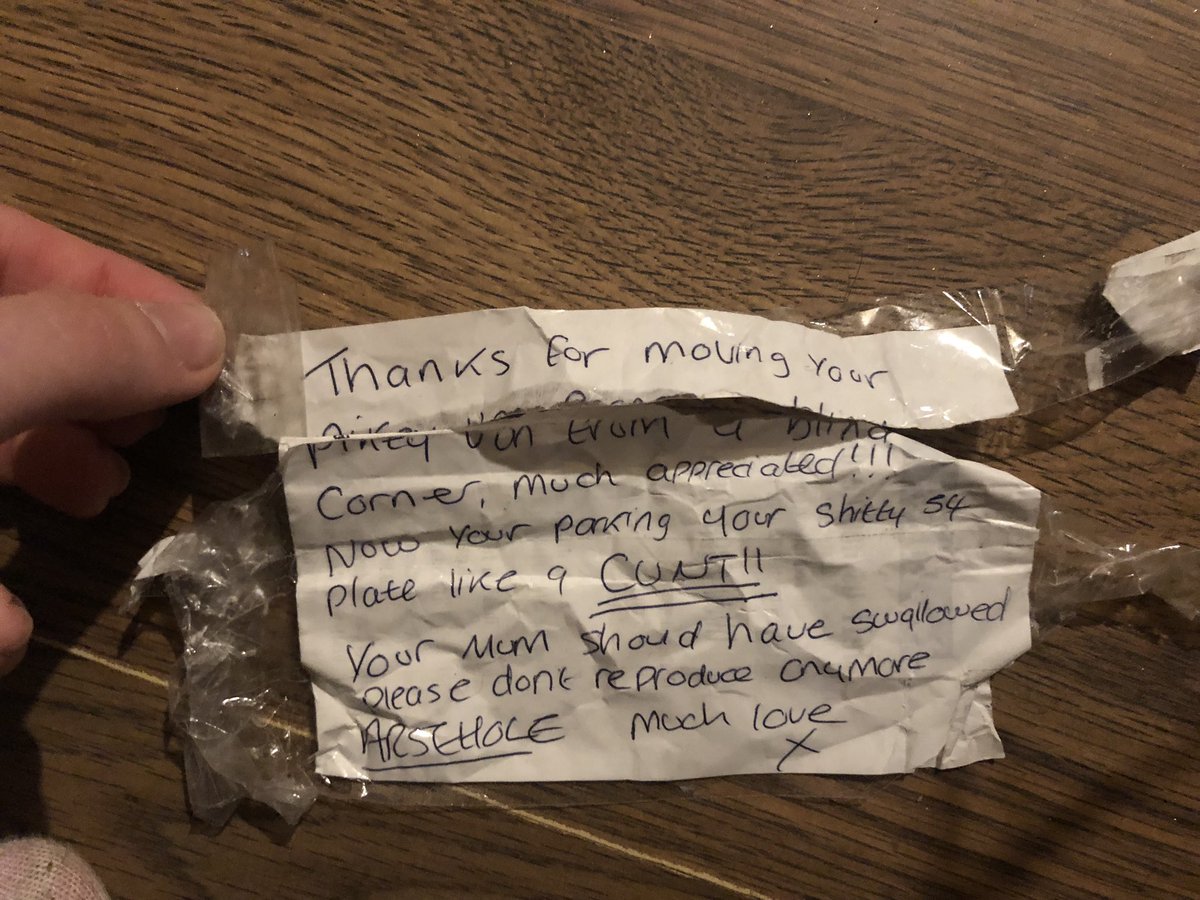 Thanks for moving your
pikey van from a blind
Corner, much appreciated!!!
Now your parking your shitty 54
plate like a CUNT!!
Your Mum should have swallowed
please dont reproduce anymore
ARSEHOLE much love
X